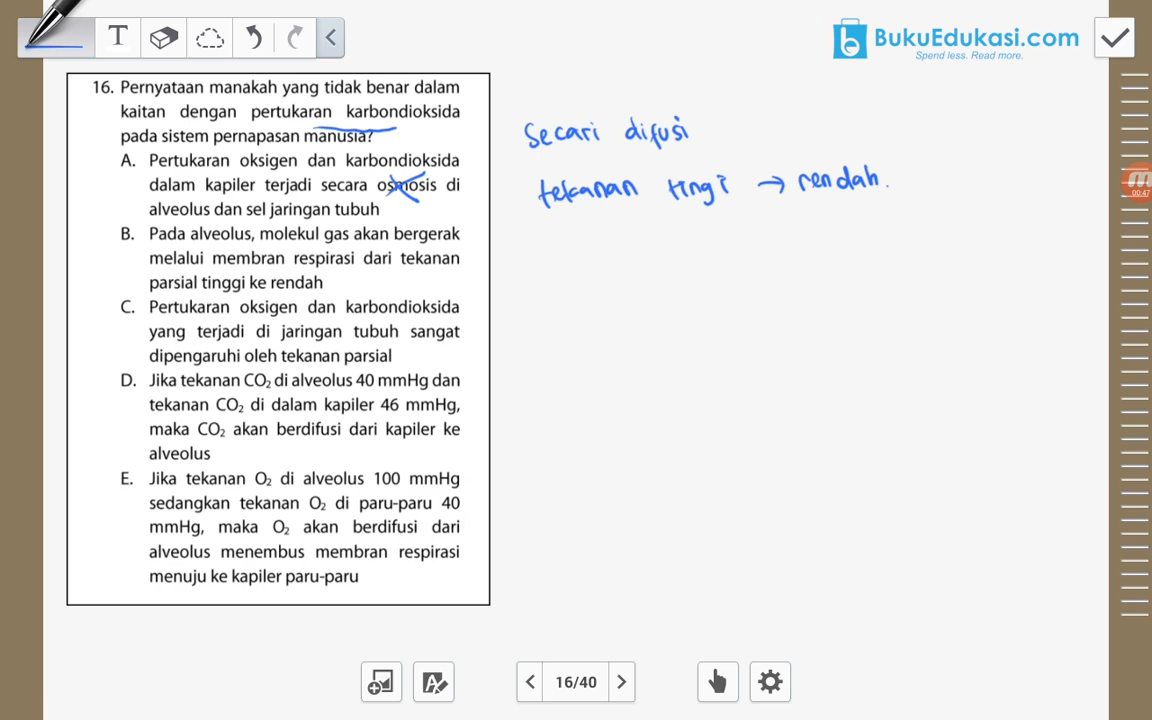 T
BukuEdukasi.com
Spend less. Read more.
16. Pernyataan manakah yang tidak benar dalam
kaitan dengan pertukaran karbondioksida
pada sistem pernapasan manusia?
A. Pertukaran oksigen dan karbondioksida
dalam kapiler terjadi secara osmosis di
alveolus dan sel jaringan tubuh
B. Pada alveolus, molekul gas akan bergerak
melalui membran respirasi dari tekanan
parsial tinggi ke rendah
C. Pertukaran oksigen dan karbondioksida
yang terjadi di jaringan tubuh sangat
dipengaruhi oleh tekanan parsial
D. Jika tekanan CO₂ di alveolus 40 mmHg dan
tekanan CO₂ di dalam kapiler 46 mmHg,
maka CO₂ akan berdifusi dari kapiler ke
alveolus
E. Jika tekanan O₂ di alveolus 100 mmHg
sedangkan tekanan O₂ di paru-paru 40
mmHg, maka O₂ akan berdifusi dari
alveolus menembus membran respirasi
menuju ke kapiler paru-paru
Secari difusi
tekanan tingi → rendah.
00:47
16/40